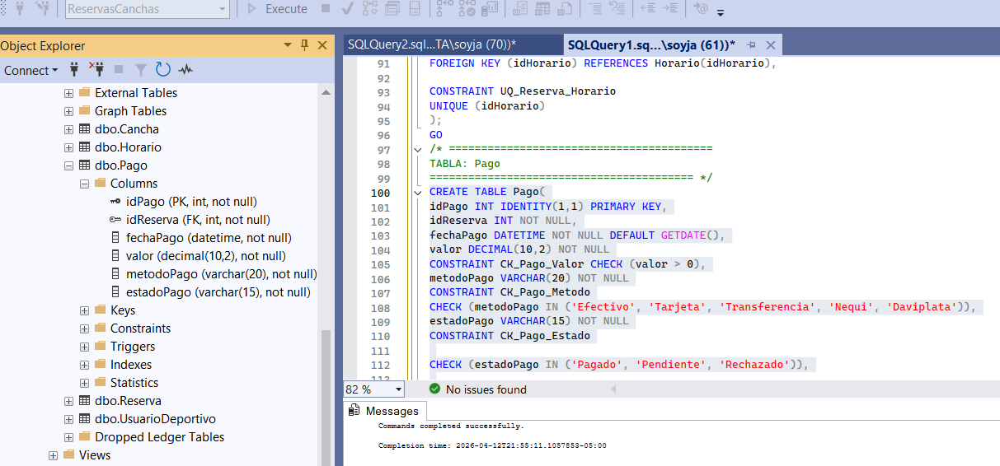 ReservasCanchas
Execute
Object Explorer
Connect
External Tables
Graph Tables
dbo.Cancha
dbo.Horario
dbo.Pago
Columns
idPago (PK, int, not null)
idReserva (FK, int, not null)
fechaPago (datetime, not null)
valor (decimal(10,2), not null)
metodoPago (varchar(20), not null)
estadoPago (varchar(15), not null)
Keys
Constraints
Triggers
Indexes
Statistics
dbo.Reserva
dbo.UsuarioDeportivo
Dropped Ledger Tables
Views
SQLQuery2.sql...TA\soyja (70))*
SQLQuery1.sq...\soyja (61))*
91 FOREIGN KEY (idHorario) REFERENCES Horario(idHorario),
92
93 CONSTRAINT UQ_Reserva_Horario
94 UNIQUE (idHorario)
95 );
96 GO
97 /* =========================================
98 TABLA: Pago
99 ========================================= */
100 CREATE TABLE Pago(
101 idPago INT IDENTITY(1,1) PRIMARY KEY,
102 idReserva INT NOT NULL,
103 fechaPago DATETIME NOT NULL DEFAULT GETDATE(),
104 valor DECIMAL(10,2) NOT NULL
105 CONSTRAINT CK_Pago_Valor CHECK (valor > 0),
106 metodoPago VARCHAR(20) NOT NULL
107 CONSTRAINT CK_Pago_Metodo
108 CHECK (metodoPago IN ('Efectivo', 'Tarjeta', 'Transferencia', 'Nequi', 'Daviplata')),
109 estadoPago VARCHAR(15) NOT NULL
110 CONSTRAINT CK_Pago_Estado
111
112 CHECK (estadoPago IN ('Pagado', 'Pendiente', 'Rechazado')),
113
82 %
No issues found
Messages
Commands completed successfully.
Completion time: 2026-04-12T21:55:11.1057853-05:00